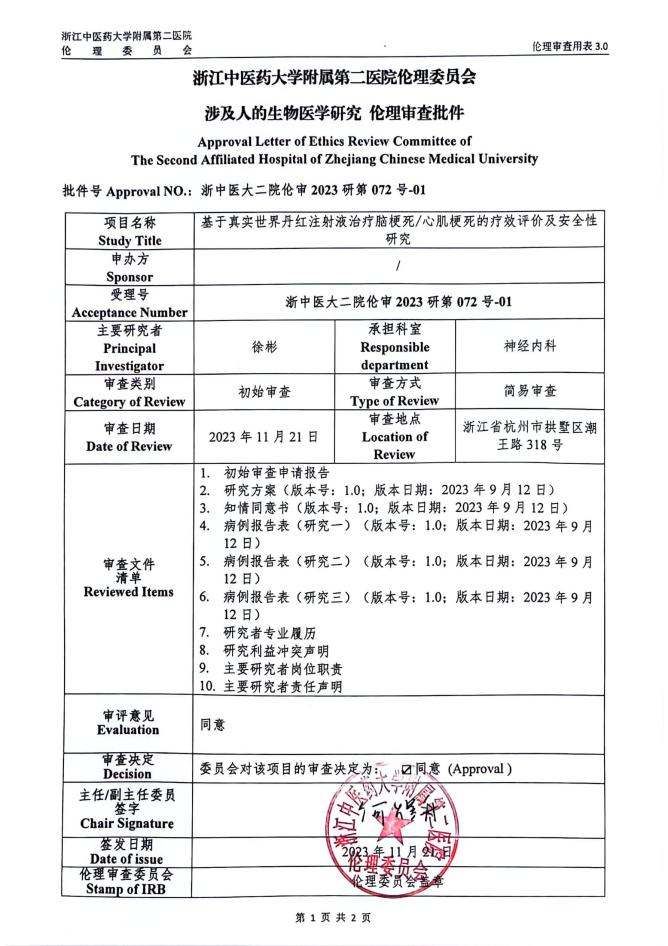 浙江中医药大学附属第二医院
伦理委员会
伦理审查用表 3.0
浙江中医药大学附属第二医院伦理委员会
涉及人的生物医学研究 伦理审查批件
Approval Letter of Ethics Review Committee of
The Second Affiliated Hospital of Zhejiang Chinese Medical University
批件号 Approval NO.：浙中医大二院伦审 2023 研第 072 号-01
项目名称
Study Title
基于真实世界丹红注射液治疗脑梗死/心肌梗死的疗效评价及安全性
研究
申办方
Sponsor
/
受理号
Acceptance Number
浙中医大二院伦审 2023 研第 072 号-01
主要研究者
Principal
Investigator
徐彬
承担科室
Responsible
department
神经内科
审查类别
Category of Review
初始审查
审查方式
Type of Review
简易审查
审查日期
Date of Review
2023 年 11 月 21 日
审查地点
Location of
Review
浙江省杭州市拱墅区潮
王路 318 号
审查文件
清单
Reviewed Items
1. 初始审查申请报告
2. 研究方案（版本号：1.0；版本日期：2023 年 9 月 12 日）
3. 知情同意书（版本号：1.0；版本日期：2023 年 9 月 12 日）
4. 病例报告表（研究一）（版本号：1.0；版本日期：2023 年 9 月
12 日）
5. 病例报告表（研究二）（版本号：1.0；版本日期：2023 年 9 月
12 日）
6. 病例报告表（研究三）（版本号：1.0；版本日期：2023 年 9 月
12 日）
7. 研究者专业履历
8. 研究利益冲突声明
9. 主要研究者岗位职责
10. 主要研究者责任声明
审评意见
Evaluation
同意
审查决定
Decision
委员会对该项目的审查决定为： ☑同意 (Approval )
主任/副主任委员
签字
Chair Signature
签发日期
Date of issue
2023 年 11 月 21 日
伦理审查委员会
Stamp of IRB
伦理委员会盖章
浙江中医药大学附属第二医院
伦理委员会
第 1 页 共 2 页